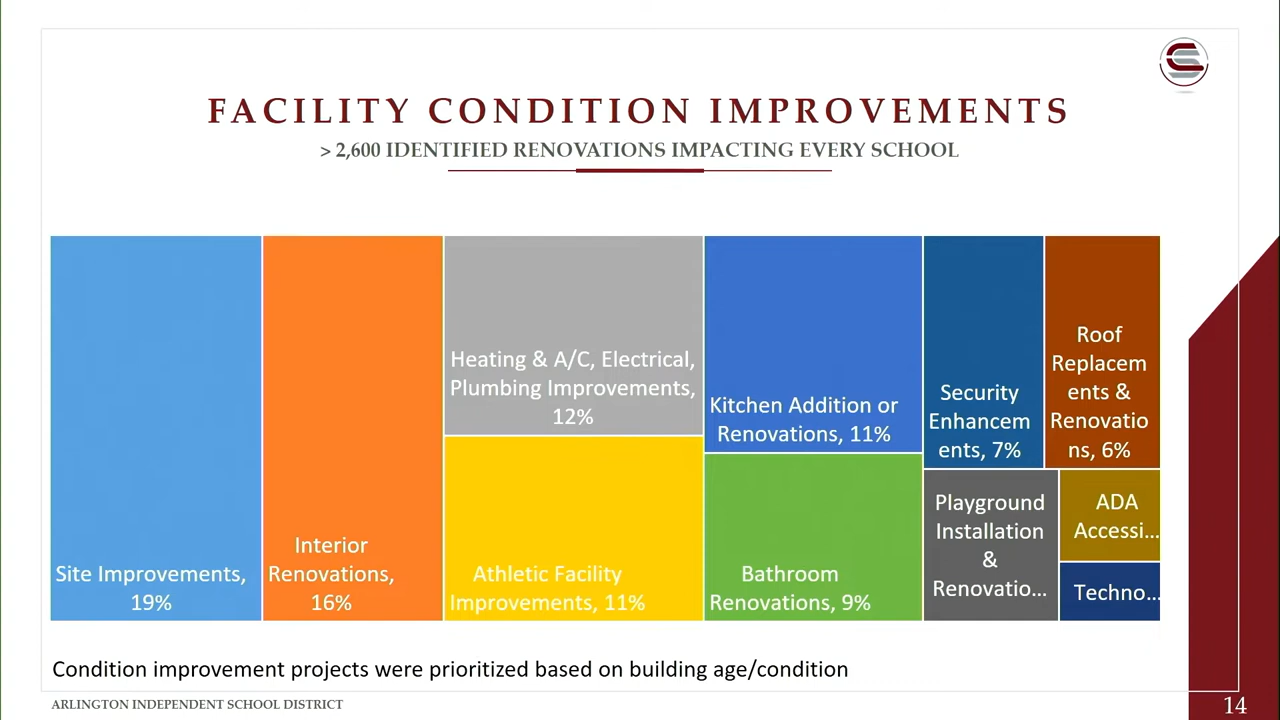 FACILITY CONDITION IMPROVEMENTS
> 2,600 IDENTIFIED RENOVATIONS IMPACTING EVERY SCHOOL
Site Improvements,
19%
Interior
Renovations,
16%
Heating & A/C, Electrical,
Plumbing Improvements,
12%
Athletic Facility
Improvements, 11%
Kitchen Addition or
Renovations, 11%
Bathroom
Renovations, 9%
Security
Enhancem
ents, 7%
Roof
Replacem
ents &
Renovatio
ns, 6%
Playground
Installation
&
Renovatio...
ADA
Accessi...
Techno...
Condition improvement projects were prioritized based on building age/condition
ARLINGTON INDEPENDENT SCHOOL DISTRICT
14